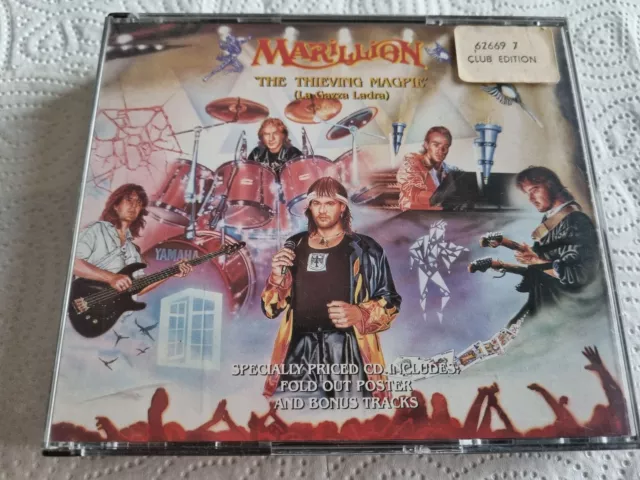 MARILLION
62669 7
CLUB EDITION
"THE THIEVING MAGPIE"
(La Gazza Ladra)
YAMAHA
SPECIALLY PRICED CD, INCLUDES;
FOLD OUT POSTER
AND BONUS TRACKS